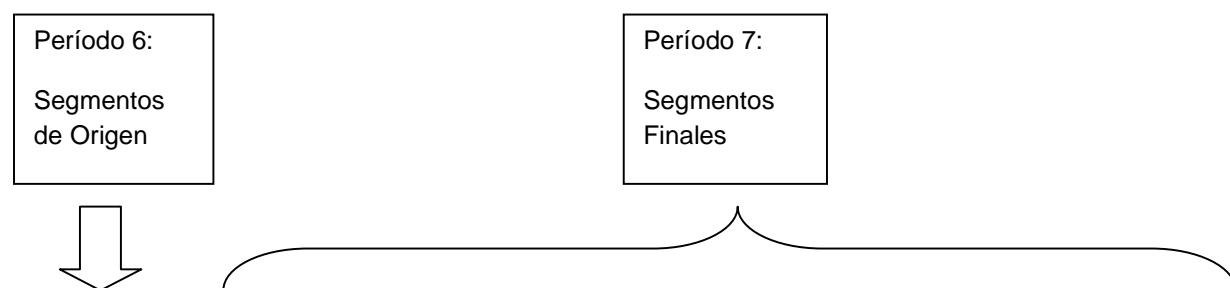 Período 6:
Segmentos
de Origen
Período 7:
Segmentos
Finales